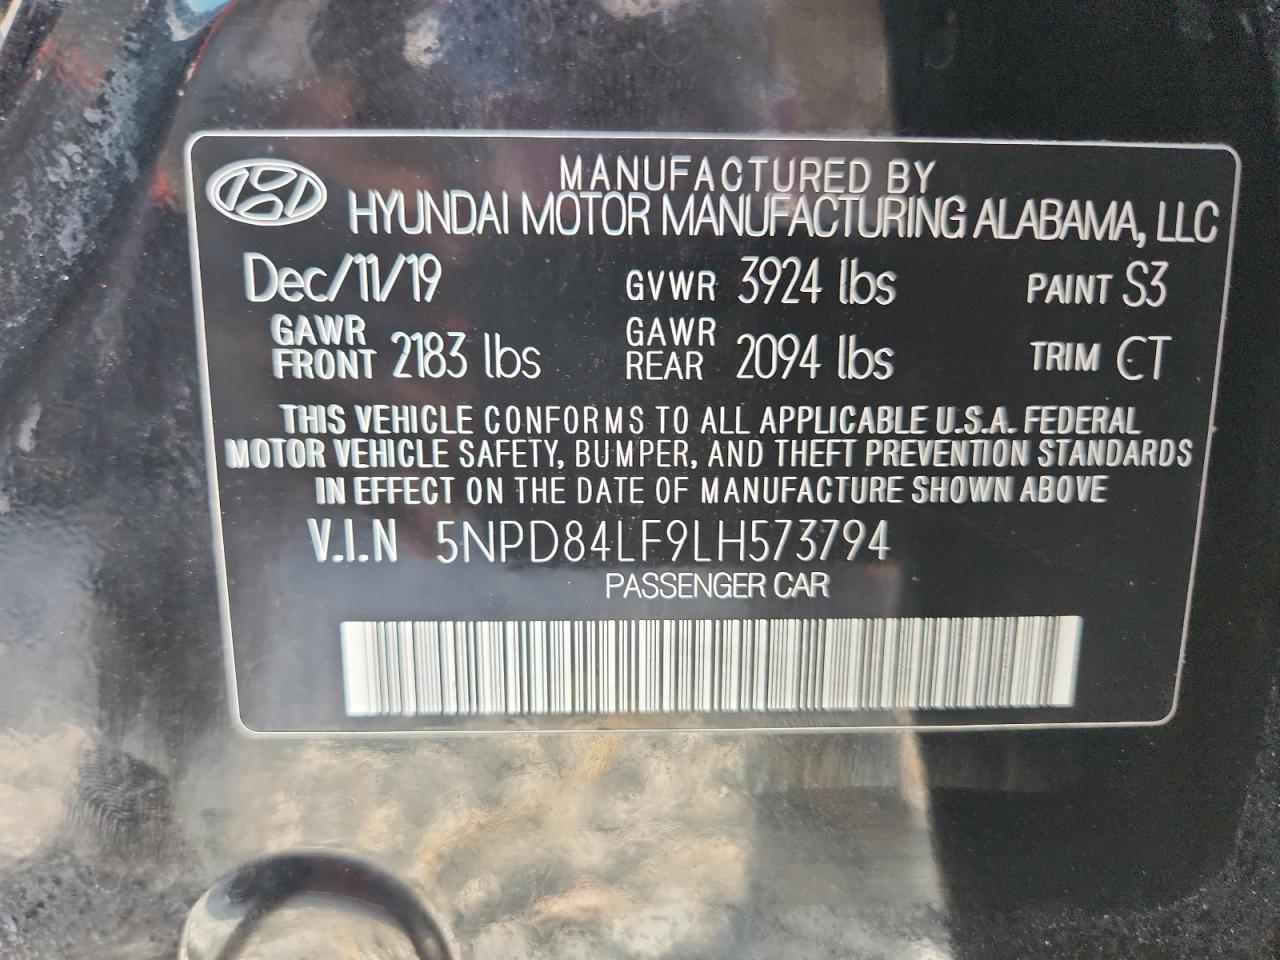 MANUFACTURED BY
HYUNDAI MOTOR MANUFACTURING ALABAMA, LLC
Dec/11/19 GVWR 3924 lbs PAINT S3
GAWR FRONT 2183 lbs GAWR REAR 2094 lbs TRIM CT
THIS VEHICLE CONFORMS TO ALL APPLICABLE U.S.A. FEDERAL
MOTOR VEHICLE SAFETY, BUMPER, AND THEFT PREVENTION STANDARDS
IN EFFECT ON THE DATE OF MANUFACTURE SHOWN ABOVE
V.I.N 5NPD84LF9LH573794
PASSENGER CAR